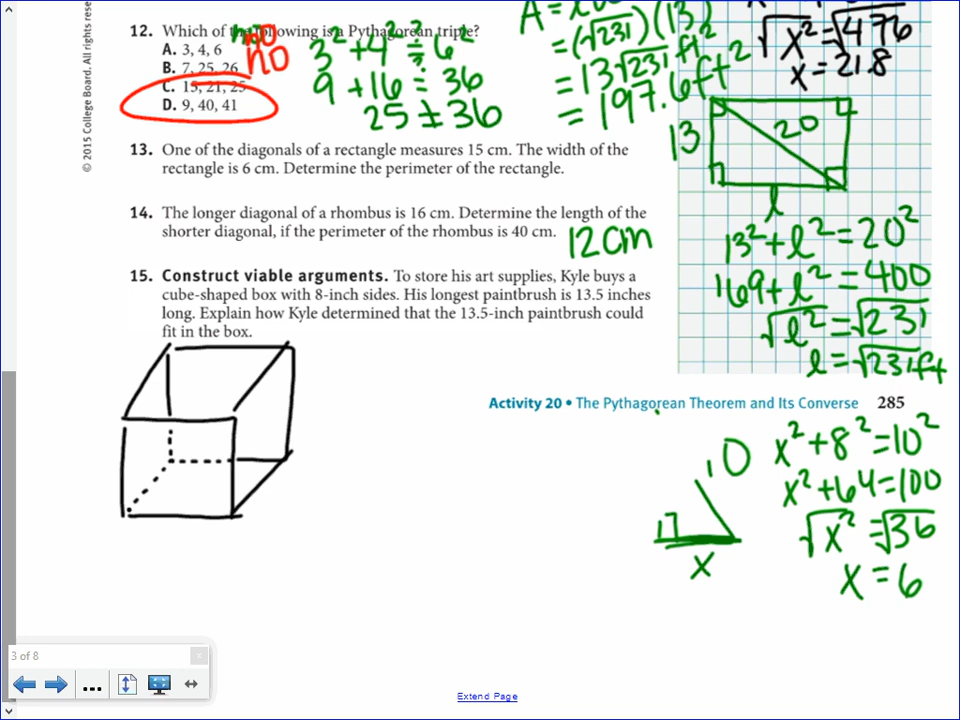 © 2015 College Board. All rights rese
12. Which of the following is a Pythagorean triple?
no
A. 3, 4, 6
no
B. 7, 25, 26
C. 15, 21, 25
D. 9, 40, 41
3² + 4² ≟ 6²
9 + 16 = 36
25 ≠ 36
= (√231)(13)
= 13√231 ft²
= 197.6ft²
√x² = √476
x = 21.8
13
20
l
13² + l² = 20²
169 + l² = 400
√l² = √231
l = √231 ft
13. One of the diagonals of a rectangle measures 15 cm. The width of the
rectangle is 6 cm. Determine the perimeter of the rectangle.
14. The longer diagonal of a rhombus is 16 cm. Determine the length of the
shorter diagonal, if the perimeter of the rhombus is 40 cm.
12 cm
15. Construct viable arguments. To store his art supplies, Kyle buys a
cube-shaped box with 8-inch sides. His longest paintbrush is 13.5 inches
long. Explain how Kyle determined that the 13.5-inch paintbrush could
fit in the box.
Activity 20 • The Pythagorean Theorem and Its Converse 285
10
x
x² + 8² = 10²
x² + 64 = 100
√x² = √36
x = 6
3 of 8
Extend Page